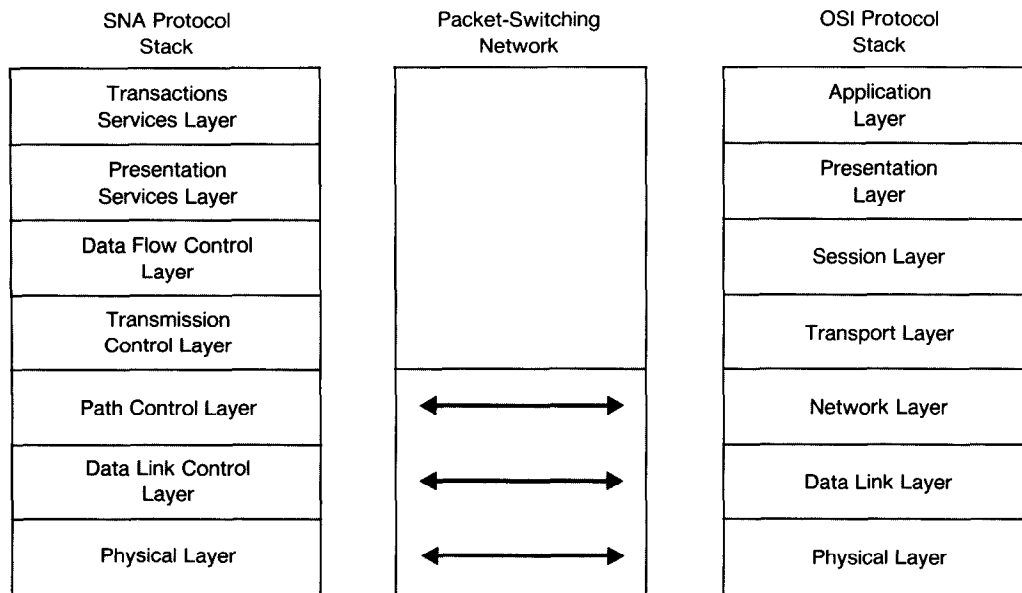 SNA Protocol
Stack
Packet-Switching
Network
OSI Protocol
Stack
Transactions
Services Layer
Application
Layer
Presentation
Services Layer
Presentation
Layer
Data Flow Control
Layer
Session Layer
Transmission
Control Layer
Transport Layer
Path Control Layer
Network Layer
Data Link Control
Layer
Data Link Layer
Physical Layer
Physical Layer